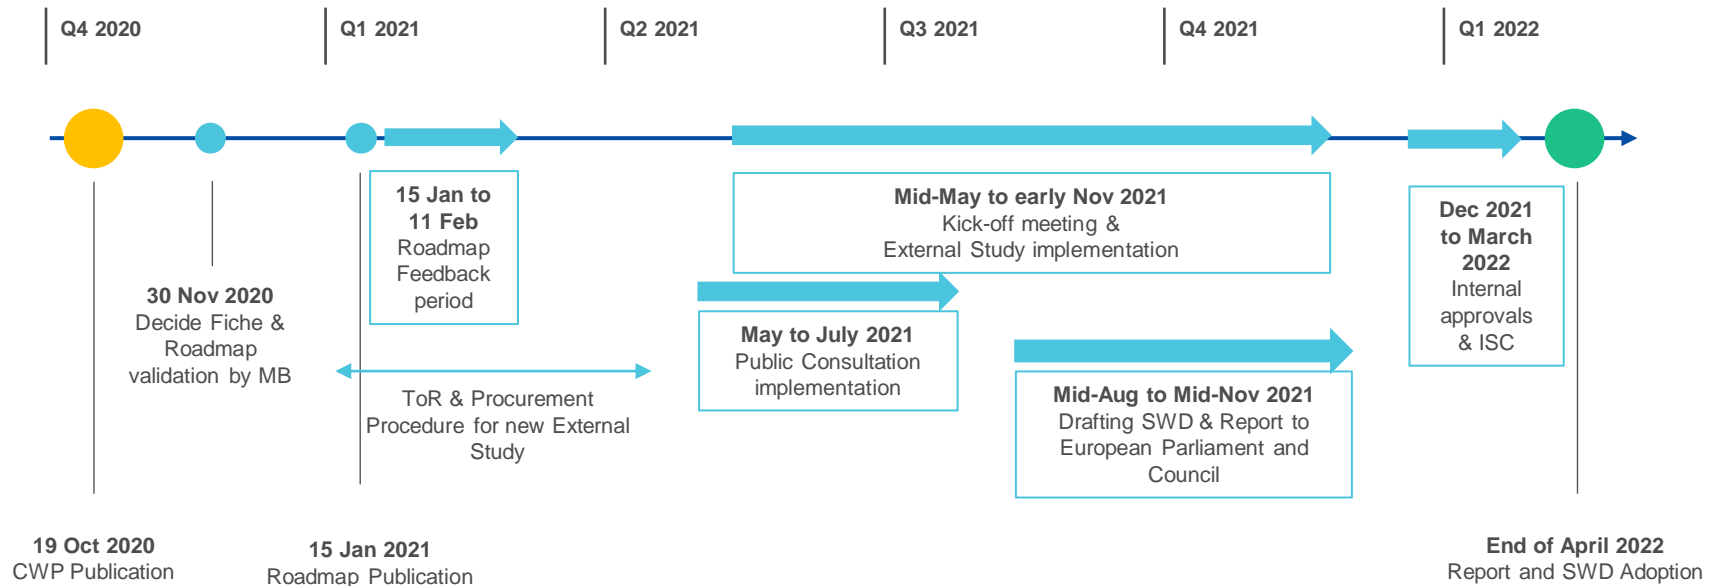 Q4 2020
Q1 2021
Q2 2021
Q3 2021
Q4 2021
Q1 2022
15 Jan to
11 Feb
Roadmap
Feedback
period
Mid-May to early Nov 2021
Kick-off meeting &
External Study implementation
Dec 2021
to March
2022
Internal
approvals
& ISC
30 Nov 2020
Decide Fiche &
Roadmap
validation by MB
May to July 2021
Public Consultation
implementation
ToR & Procurement
Procedure for new External
Study
Mid-Aug to Mid-Nov 2021
Drafting SWD & Report to
European Parliament and
Council
19 Oct 2020
CWP Publication
15 Jan 2021
Roadmap Publication
End of April 2022
Report and SWD Adoption